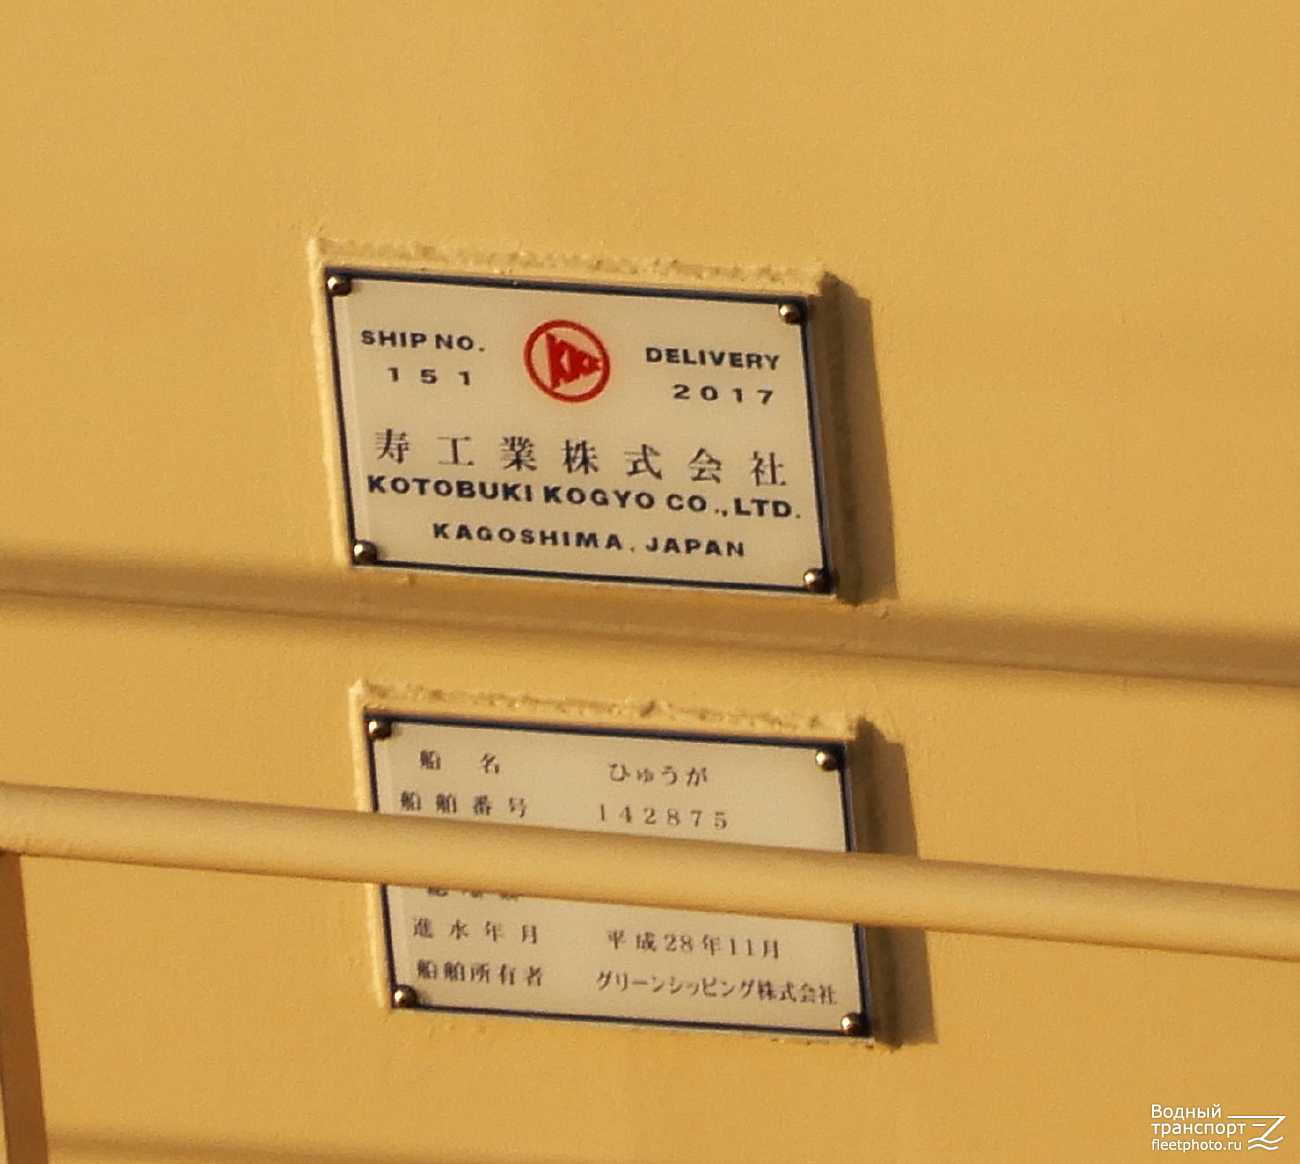 SHIP NO.
151
KKK
DELIVERY
2017
寿工業株式会社
KOTOBUKI KOGYO CO.,LTD.
KAGOSHIMA, JAPAN
船名 ひゅうが
船舶番号 142875
進水年月 平成28年11月
船舶所有者 グリーンシッピング株式会社
Водный
транспорт
fleetphoto.ru